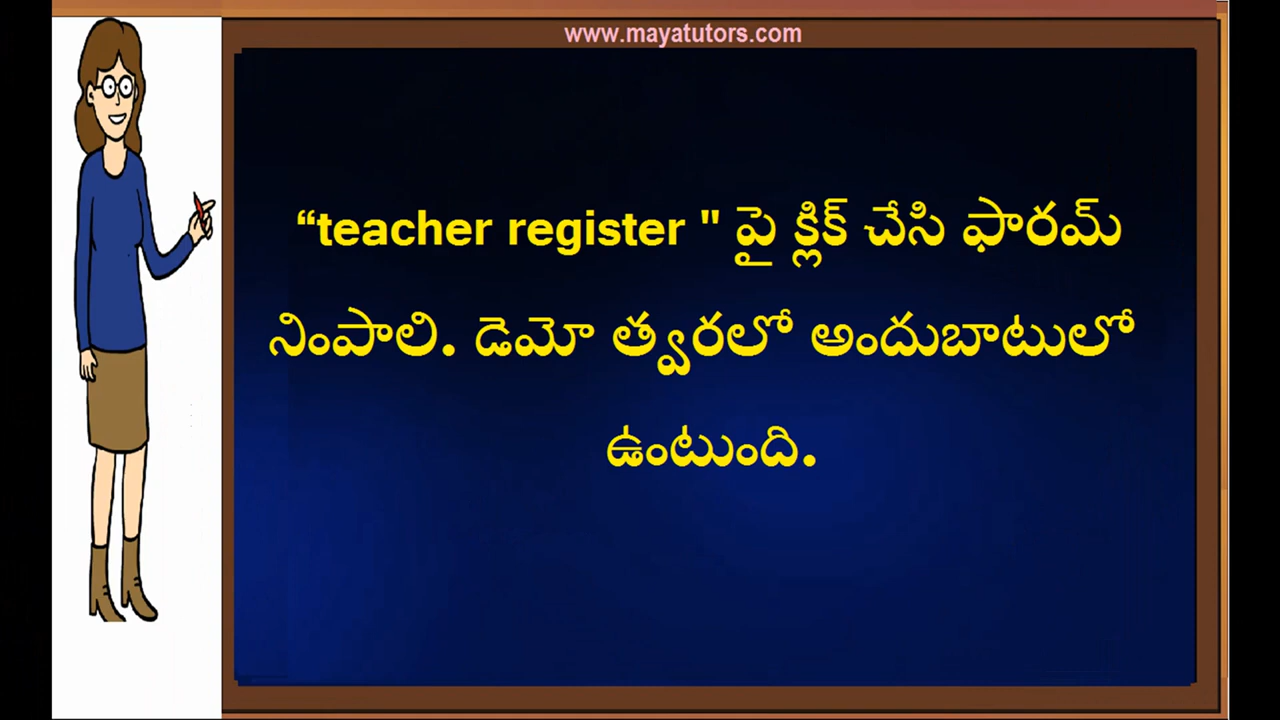 www.mayatutors.com
“teacher register " పై క్లిక్ చేసి ఫారమ్
నింపాలి. డెమో త్వరలో అందుబాటులో
ఉంటుంది.